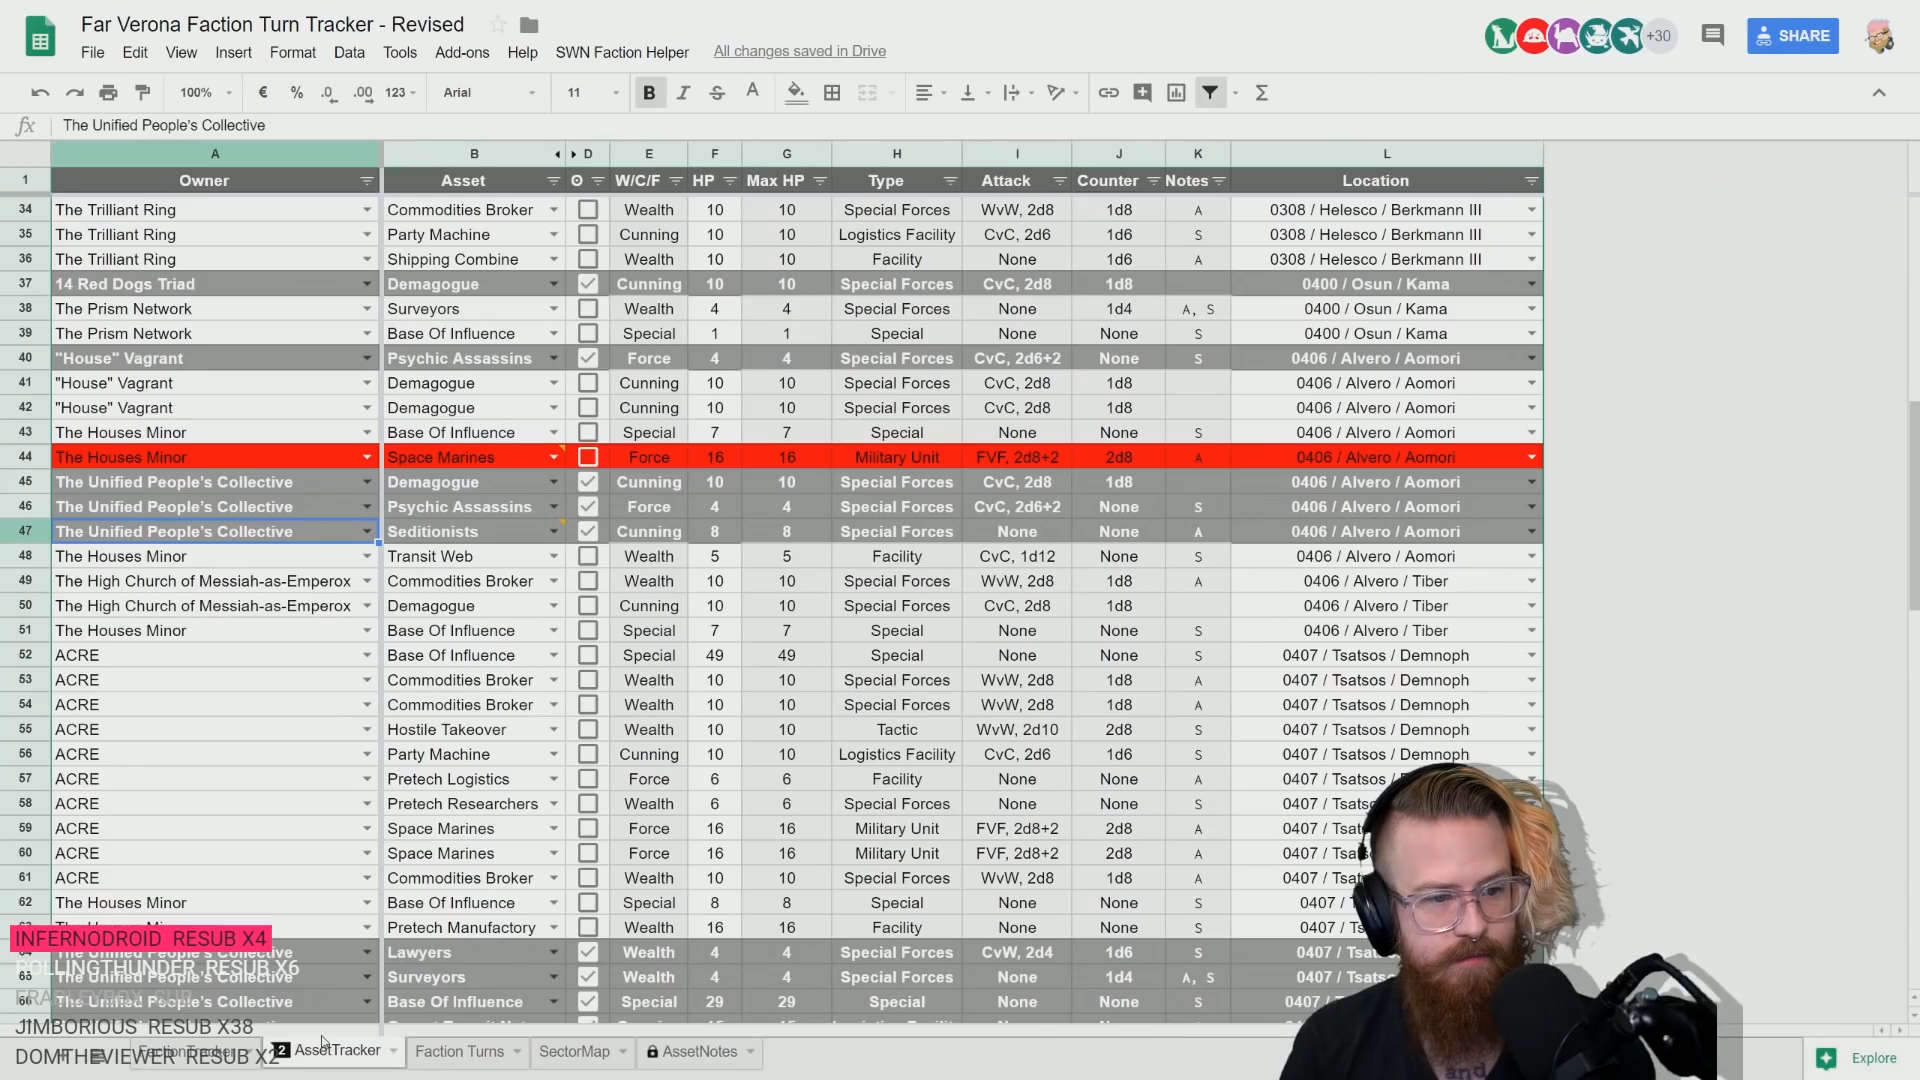 Far Verona Faction Turn Tracker - Revised
+30
SHARE
File Edit View Insert Format Data Tools Add-ons Help SWN Faction Helper All changes saved in Drive
100% € % .0 .00 123 Arial 11 B I S A Σ
fx The Unified People's Collective
A B D E F G H I J K L
1 Owner Asset ʘ W/C/F HP Max HP Type Attack Counter Notes Location
34 The Trilliant Ring Commodities Broker Wealth 10 10 Special Forces WvW, 2d8 1d8 A 0308 / Helesco / Berkmann III
35 The Trilliant Ring Party Machine Cunning 10 10 Logistics Facility CvC, 2d6 1d6 S 0308 / Helesco / Berkmann III
36 The Trilliant Ring Shipping Combine Wealth 10 10 Facility None 1d6 A 0308 / Helesco / Berkmann III
37 14 Red Dogs Triad Demagogue Cunning 10 10 Special Forces CvC, 2d8 1d8 0400 / Osun / Kama
38 The Prism Network Surveyors Wealth 4 4 Special Forces None 1d4 A, S 0400 / Osun / Kama
39 The Prism Network Base Of Influence Special 1 1 Special None None S 0400 / Osun / Kama
40 "House" Vagrant Psychic Assassins Force 4 4 Special Forces CvC, 2d6+2 None S 0406 / Alvero / Aomori
41 "House" Vagrant Demagogue Cunning 10 10 Special Forces CvC, 2d8 1d8 0406 / Alvero / Aomori
42 "House" Vagrant Demagogue Cunning 10 10 Special Forces CvC, 2d8 1d8 0406 / Alvero / Aomori
43 The Houses Minor Base Of Influence Special 7 7 Special None None S 0406 / Alvero / Aomori
44 The Houses Minor Space Marines Force 16 16 Military Unit FVF, 2d8+2 2d8 A 0406 / Alvero / Aomori
45 The Unified People's Collective Demagogue Cunning 10 10 Special Forces CvC, 2d8 1d8 0406 / Alvero / Aomori
46 The Unified People's Collective Psychic Assassins Force 4 4 Special Forces CvC, 2d6+2 None S 0406 / Alvero / Aomori
47 The Unified People's Collective Seditionists Cunning 8 8 Special Forces None None A 0406 / Alvero / Aomori
48 The Houses Minor Transit Web Wealth 5 5 Facility CvC, 1d12 None S 0406 / Alvero / Aomori
49 The High Church of Messiah-as-Emperox Commodities Broker Wealth 10 10 Special Forces WvW, 2d8 1d8 A 0406 / Alvero / Tiber
50 The High Church of Messiah-as-Emperox Demagogue Cunning 10 10 Special Forces CvC, 2d8 1d8 0406 / Alvero / Tiber
51 The Houses Minor Base Of Influence Special 7 7 Special None None S 0406 / Alvero / Tiber
52 ACRE Base Of Influence Special 49 49 Special None None S 0407 / Tsatsos / Demnoph
53 ACRE Commodities Broker Wealth 10 10 Special Forces WvW, 2d8 1d8 A 0407 / Tsatsos / Demnoph
54 ACRE Commodities Broker Wealth 10 10 Special Forces WvW, 2d8 1d8 A 0407 / Tsatsos / Demnoph
55 ACRE Hostile Takeover Wealth 10 10 Tactic WvW, 2d10 2d8 S 0407 / Tsatsos / Demnoph
56 ACRE Party Machine Cunning 10 10 Logistics Facility CvC, 2d6 1d6 S 0407 / Tsatsos / Demnoph
57 ACRE Pretech Logistics Force 6 6 Facility None None A 0407 / Tsatsos /
58 ACRE Pretech Researchers Wealth 6 6 Special Forces None None S 0407 /
59 ACRE Space Marines Force 16 16 Military Unit FVF, 2d8+2 2d8 A 0407 /
60 ACRE Space Marines Force 16 16 Military Unit FVF, 2d8+2 2d8 A 0407 /
61 ACRE Commodities Broker Wealth 10 10 Special Forces WvW, 2d8 1d8 A 0407 /
62 The Houses Minor Base Of Influence Special 8 8 Special None None S 0407 /
Pretech Manufactory Wealth 16 16 Facility None None S 0407 /
INFERNODROID RESUB X4
Lawyers Wealth 4 4 Special Forces CvW, 2d4 1d6 S 0407 /
ROLLINGTHUNDER RESUB X6
65 The Unified People's Collective Surveyors Wealth 4 4 Special Forces None 1d4 A, S 0407 /
66 The Unified People's Collective Base Of Influence Special 29 29 Special None None S 0407 /
JIMBORIOUS RESUB X38
DOMTHEVIEWER RESUB X2
FactionTracker 2 AssetTracker Faction Turns SectorMap AssetNotes Explore
and